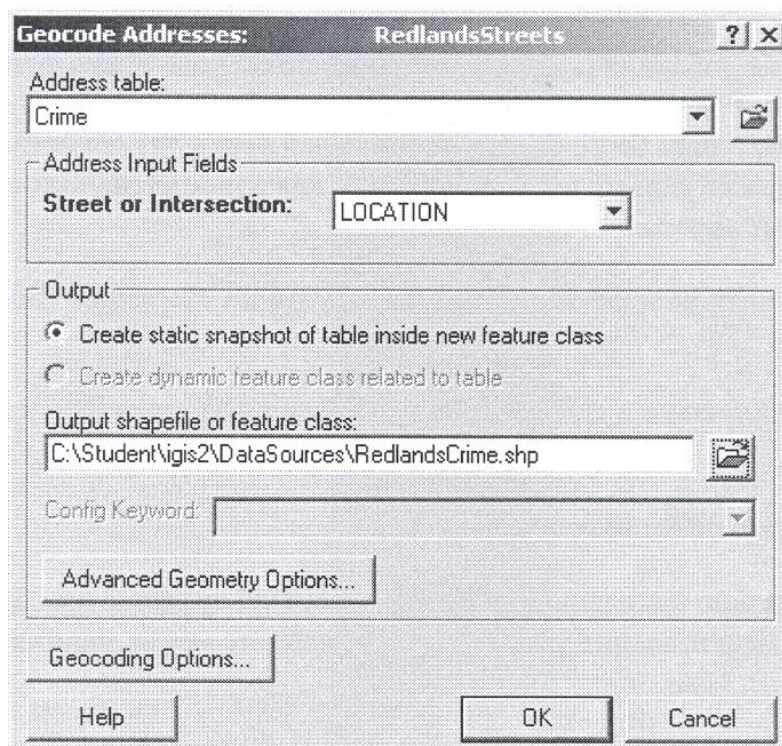 Geocode Addresses: RedlandsStreets
Address table:
Crime
Address Input Fields
Street or Intersection: LOCATION
Output
Create static snapshot of table inside new feature class
Create dynamic feature class related to table
Output shapefile or feature class:
C:\Student\igis2\DataSources\RedlandsCrime.shp
Config Keyword:
Advanced Geometry Options...
Geocoding Options...
Help OK Cancel